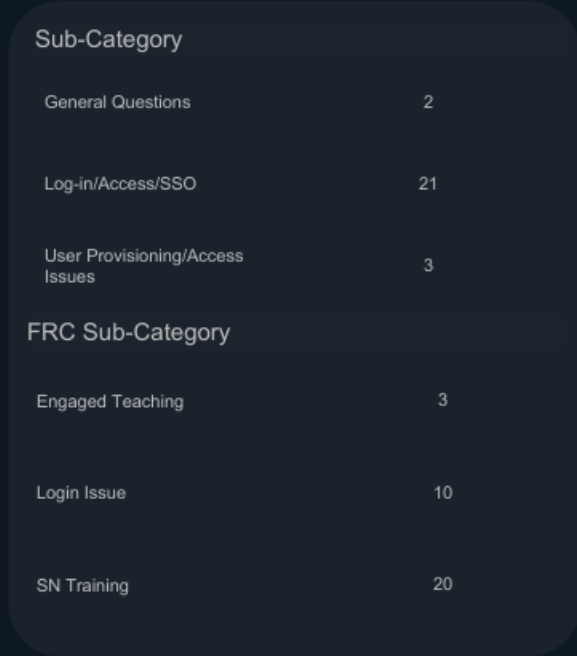 Sub-Category
General Questions 2
Log-in/Access/SSO 21
User Provisioning/Access
Issues 3
FRC Sub-Category
Engaged Teaching 3
Login Issue 10
SN Training 20